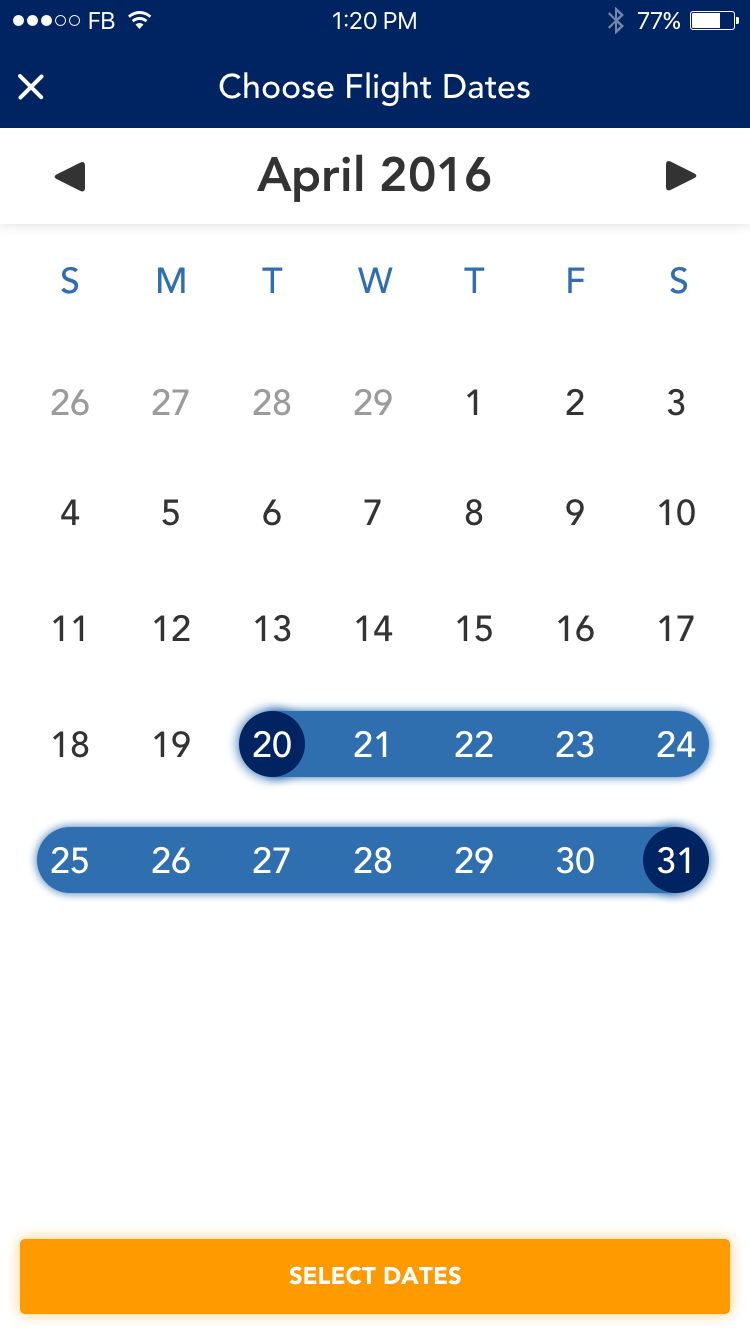 FB 1:20 PM 77%
Choose Flight Dates
April 2016
S M T W T F S
26 27 28 29 1 2 3
4 5 6 7 8 9 10
11 12 13 14 15 16 17
18 19 20 21 22 23 24
25 26 27 28 29 30 31
SELECT DATES